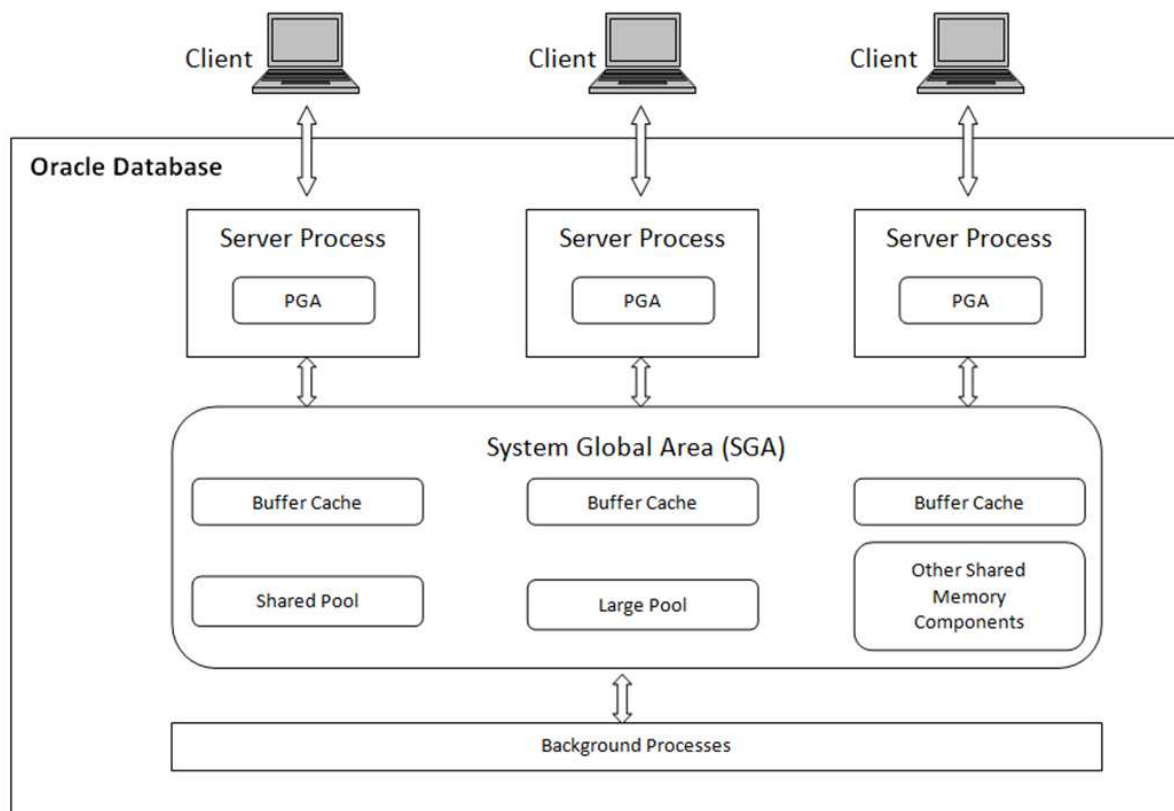 Client
Client
Client
Oracle Database
Server Process
Server Process
Server Process
PGA
PGA
PGA
System Global Area (SGA)
Buffer Cache
Buffer Cache
Buffer Cache
Shared Pool
Large Pool
Other Shared
Memory
Components
Background Processes